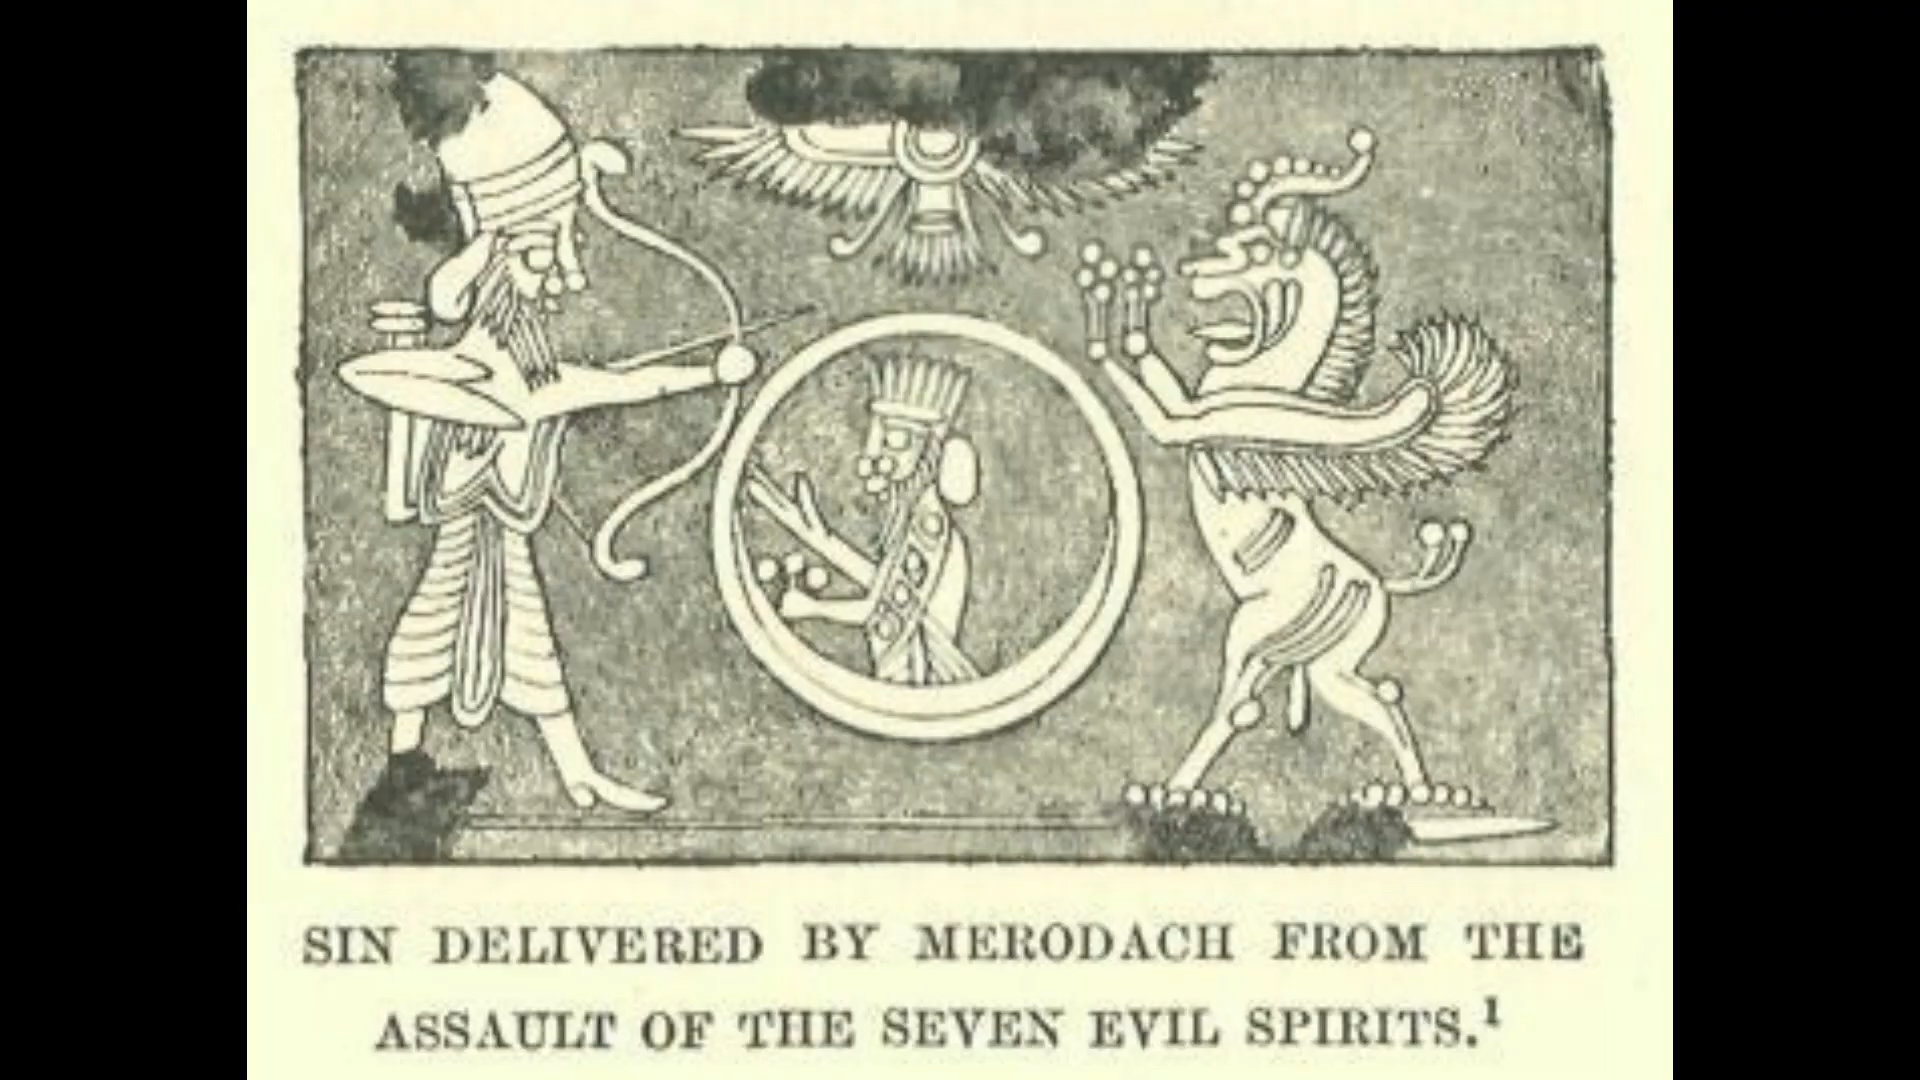 SIN DELIVERED BY MERODACH FROM THE
ASSAULT OF THE SEVEN EVIL SPIRITS.¹